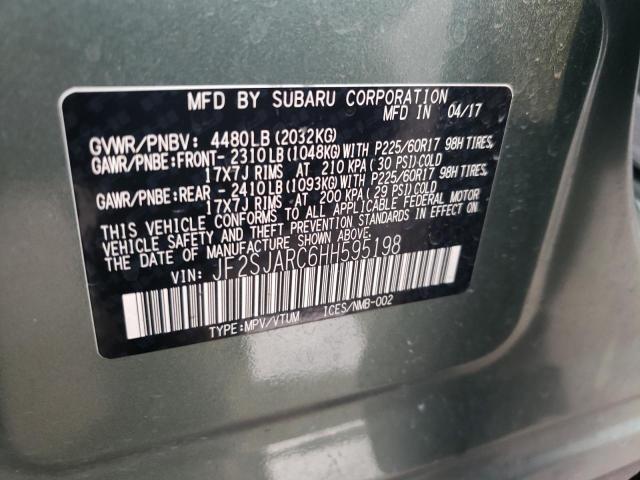 MFD BY SUBARU CORPORATION
MFD IN 04/17
GVWR/PNBV: 4480LB (2032KG)
GAWR/PNBE:FRONT- 2310LB (1048KG) WITH P225/60R17 98H TIRES,
17X7J RIMS AT 210 KPA (30 PSI) COLD
GAWR/PNBE:REAR - 2410LB (1093KG) WITH P225/60R17 98H TIRES,
17X7J RIMS AT 200 KPA (29 PSI) COLD
THIS VEHICLE CONFORMS TO ALL APPLICABLE FEDERAL MOTOR
VEHICLE SAFETY AND THEFT PREVENTION STANDARDS IN EFFECT ON
THE DATE OF MANUFACTURE SHOWN ABOVE.
VIN: JF2SJARC6HH595198
TYPE:MPV/VTUM ICES/NMB-002